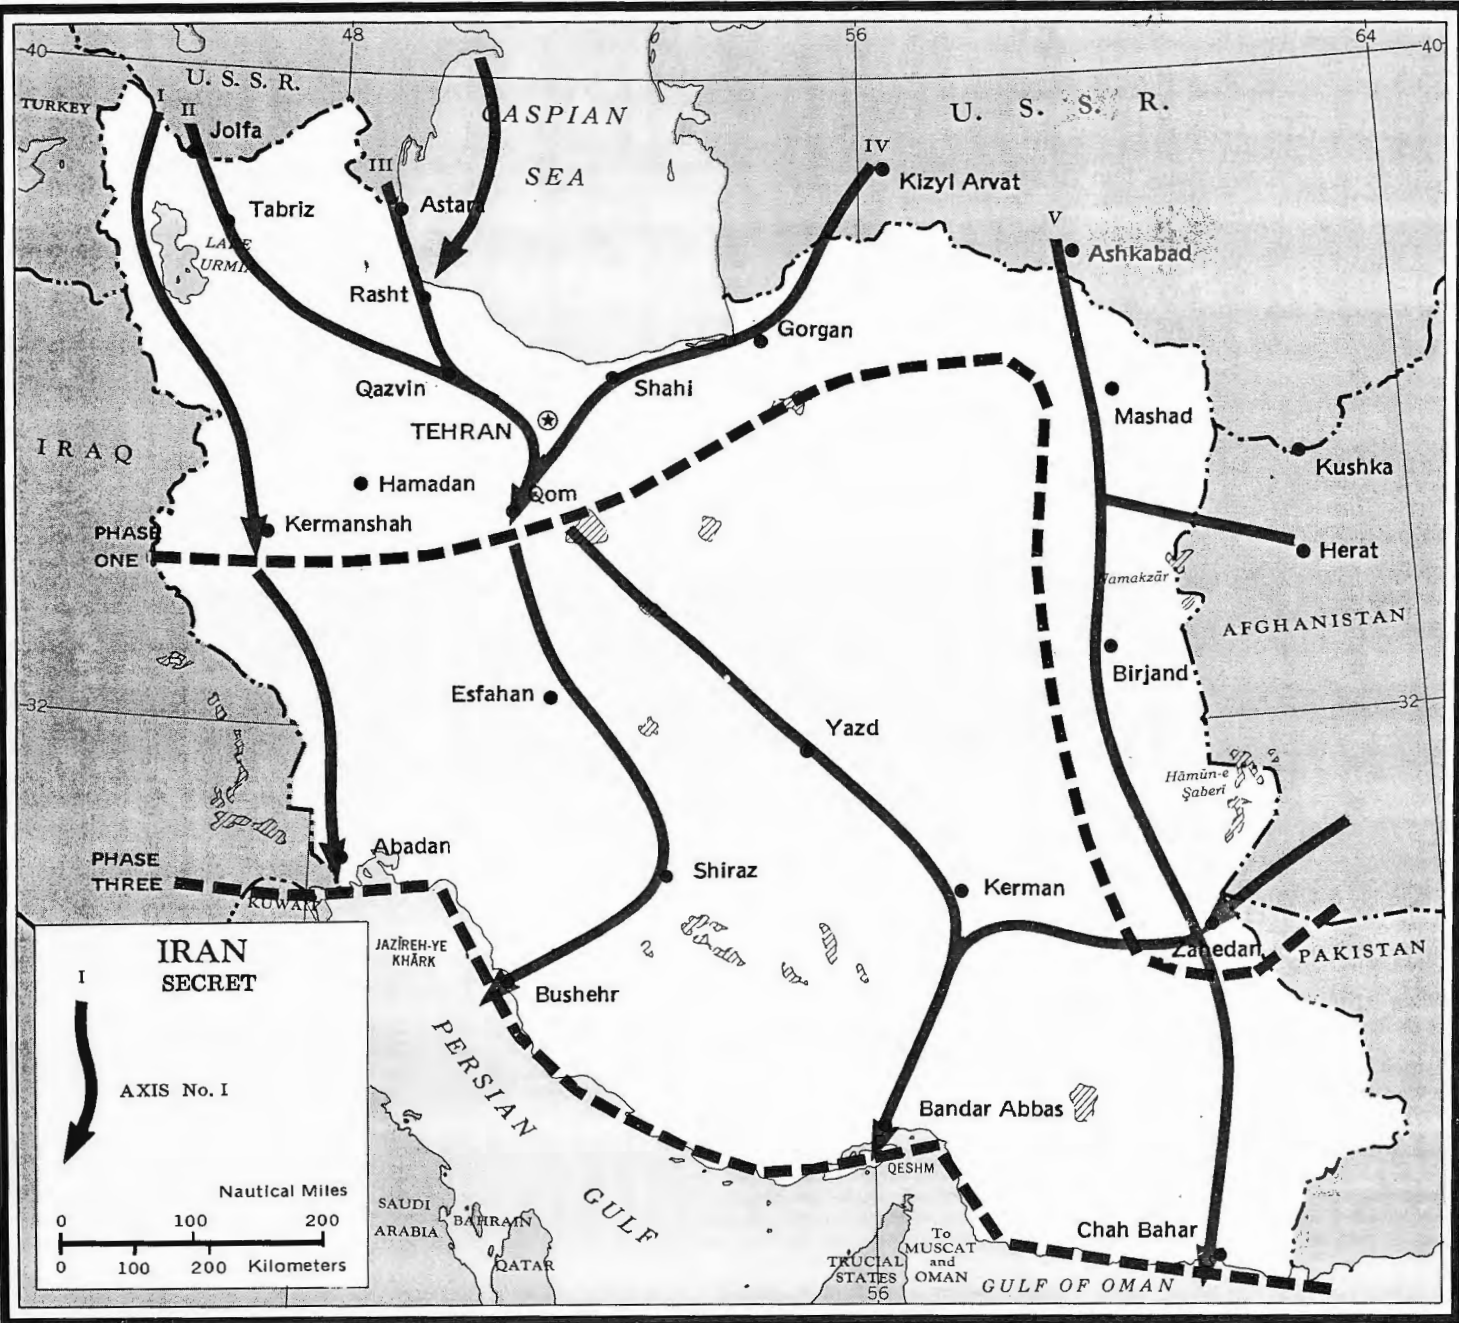 48
56
64
40
40
U. S. S. R.
TURKEY
I
II
Jolfa
CASPIAN
SEA
U. S. S. R.
III
IV
Kizyl Arvat
Astara
Tabriz
LAKE
URMIA
V
Ashkabad
Rasht
Gorgan
Qazvin
Shahi
TEHRAN
Mashad
IRAQ
Kushka
Hamadan
Qom
Kermanshah
PHASE
ONE
Herat
Namakzār
AFGHANISTAN
Birjand
Esfahan
32
32
Yazd
Hāmūn-e
Şaberī
Abadan
PHASE
THREE
Shiraz
Kerman
KUWAIT
Zahedan
PAKISTAN
JAZĪREH-YE
KHĀRK
Bushehr
IRAN
SECRET
I
AXIS No. I
Nautical Miles
0 100 200
0 100 200 Kilometers
PERSIAN
GULF
Bandar Abbas
QESHM
SAUDI
ARABIA
BAHRAIN
QATAR
Chah Bahar
TRUCIAL
STATES
To
MUSCAT
and
OMAN
GULF OF OMAN
56